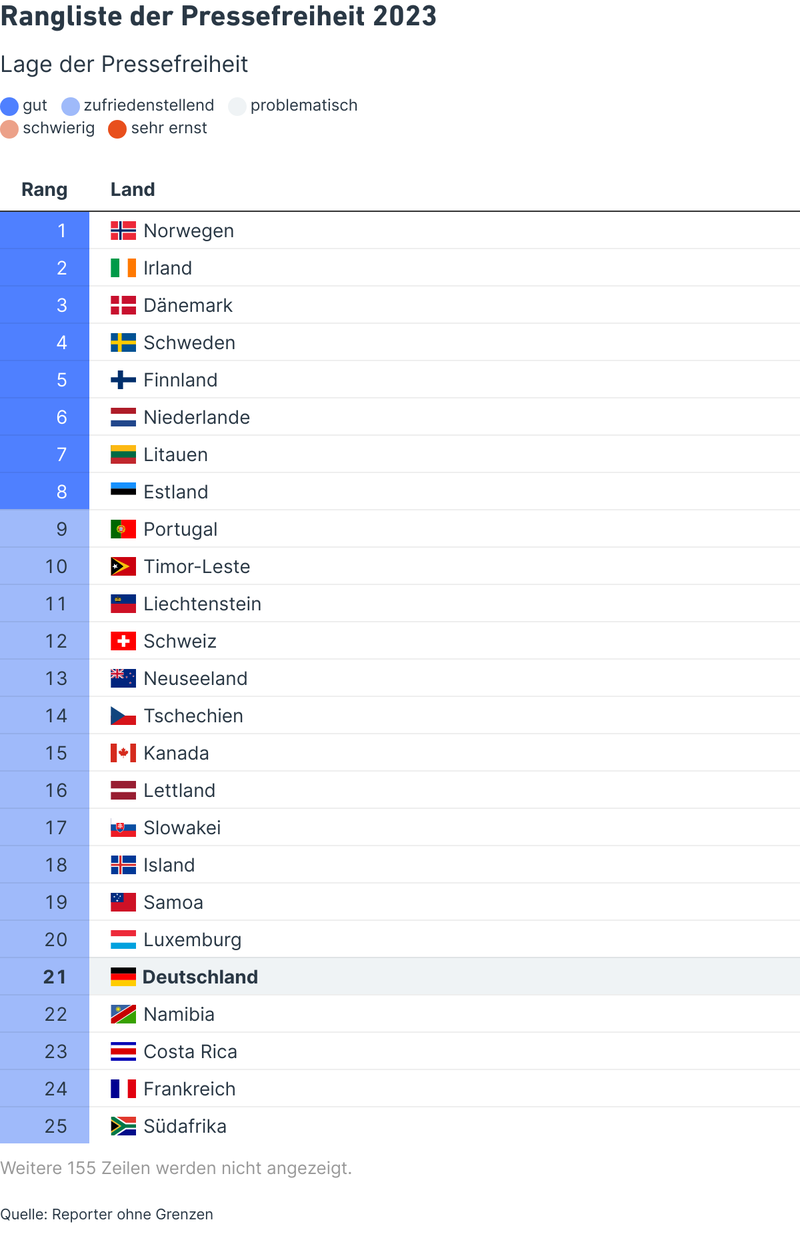 Rangliste der Pressefreiheit 2023
Lage der Pressefreiheit
gut zufriedenstellend problematisch
schwierig sehr ernst
Rang Land
1 Norwegen
2 Irland
3 Dänemark
4 Schweden
5 Finnland
6 Niederlande
7 Litauen
8 Estland
9 Portugal
10 Timor-Leste
11 Liechtenstein
12 Schweiz
13 Neuseeland
14 Tschechien
15 Kanada
16 Lettland
17 Slowakei
18 Island
19 Samoa
20 Luxemburg
21 Deutschland
22 Namibia
23 Costa Rica
24 Frankreich
25 Südafrika
Weitere 155 Zeilen werden nicht angezeigt.
Quelle: Reporter ohne Grenzen